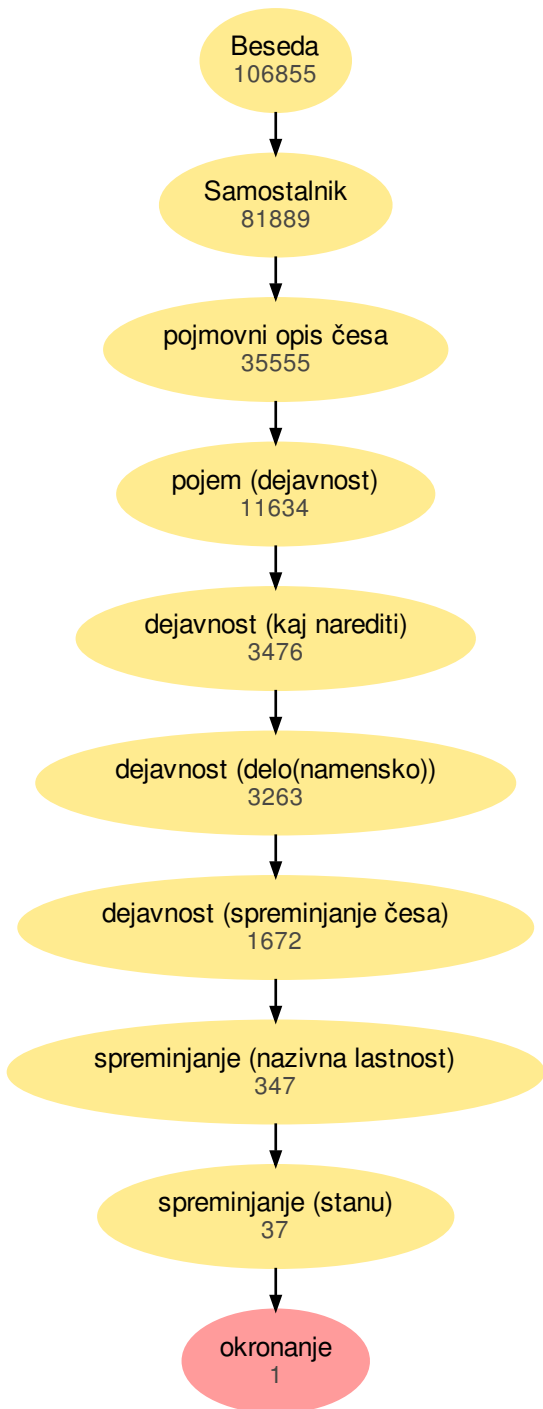 Beseda
106855
Samostalnik
81889
pojmovni opis česa
35555
pojem (dejavnost)
11634
dejavnost (kaj narediti)
3476
dejavnost (delo(namensko))
3263
dejavnost (spreminjanje česa)
1672
spreminjanje (nazivna lastnost)
347
spreminjanje (stanu)
37
okronanje
1